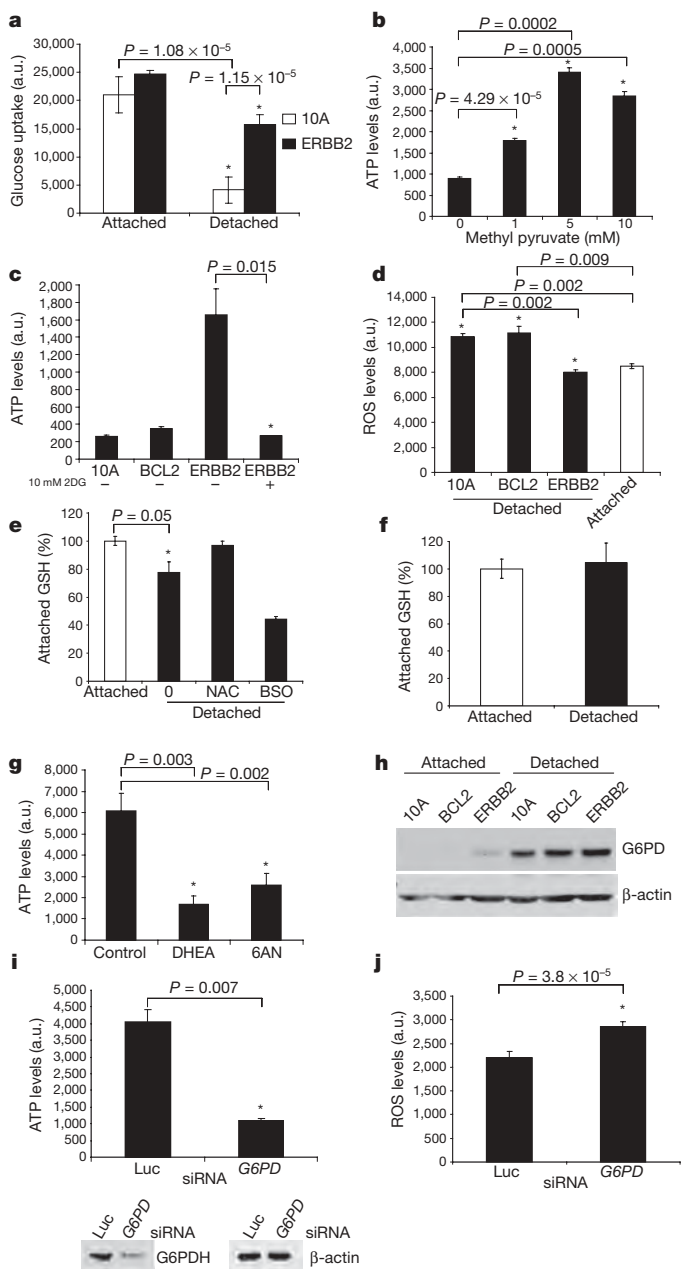 a
Glucose uptake (a.u.)
30,000
25,000
20,000
15,000
10,000
5,000
0
P = 1.08 × 10⁻⁵
P = 1.15 × 10⁻⁵
*
*
10A
ERBB2
Attached
Detached
b
ATP levels (a.u.)
4,000
3,500
3,000
2,500
2,000
1,500
1,000
500
0
P = 0.0002
P = 0.0005
P = 4.29 × 10⁻⁵
*
*
*
0 1 5 10
Methyl pyruvate (mM)
c
ATP levels (a.u.)
2,000
1,800
1,600
1,400
1,200
1,000
800
600
400
200
0
P = 0.015
*
10A BCL2 ERBB2 ERBB2
10 mM 2DG – – – +
d
ROS levels (a.u.)
14,000
12,000
10,000
8,000
6,000
4,000
2,000
0
P = 0.009
P = 0.002
P = 0.002
*
*
*
10A BCL2 ERBB2 Attached
Detached
e
Attached GSH (%)
120
100
80
60
40
20
0
P = 0.05
*
Attached 0 NAC BSO
Detached
f
Attached GSH (%)
120
100
80
60
40
20
0
Attached Detached
g
ATP levels (a.u.)
8,000
7,000
6,000
5,000
4,000
3,000
2,000
1,000
0
P = 0.003
P = 0.002
*
*
Control DHEA 6AN
h
Attached Detached
10A BCL2 ERBB2 10A BCL2 ERBB2
G6PD
β-actin
i
ATP levels (a.u.)
5,000
4,500
4,000
3,500
3,000
2,500
2,000
1,500
1,000
500
0
P = 0.007
*
Luc G6PD
siRNA
Luc G6PD siRNA
G6PDH
Luc G6PD siRNA
β-actin
j
ROS levels (a.u.)
3,500
3,000
2,500
2,000
1,500
1,000
500
0
P = 3.8 × 10⁻⁵
*
Luc G6PD
siRNA